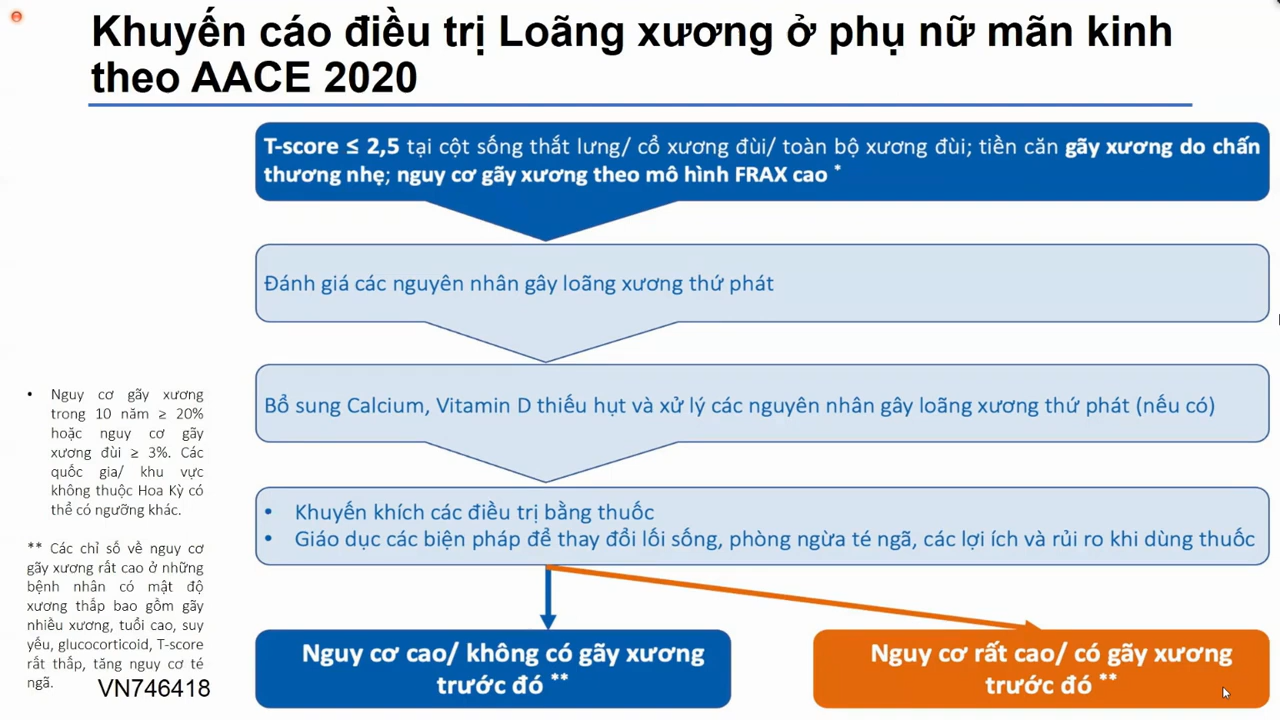 Khuyến cáo điều trị Loãng xương ở phụ nữ mãn kinh
theo AACE 2020
T-score ≤ 2,5 tại cột sống thắt lưng/ cổ xương đùi/ toàn bộ xương đùi; tiền căn gãy xương do chấn
thương nhẹ; nguy cơ gãy xương theo mô hình FRAX cao *
Đánh giá các nguyên nhân gây loãng xương thứ phát
Bổ sung Calcium, Vitamin D thiếu hụt và xử lý các nguyên nhân gây loãng xương thứ phát (nếu có)
• Khuyến khích các điều trị bằng thuốc
• Giáo dục các biện pháp để thay đổi lối sống, phòng ngừa té ngã, các lợi ích và rủi ro khi dùng thuốc
Nguy cơ cao/ không có gãy xương
trước đó **
Nguy cơ rất cao/ có gãy xương
trước đó **
• Nguy cơ gãy xương
trong 10 năm ≥ 20%
hoặc nguy cơ gãy
xương đùi ≥ 3%. Các
quốc gia/ khu vực
không thuộc Hoa Kỳ có
thể có ngưỡng khác.
** Các chỉ số về nguy cơ
gãy xương rất cao ở những
bệnh nhân có mật độ
xương thấp bao gồm gãy
nhiều xương, tuổi cao, suy
yếu, glucocorticoid, T-score
rất thấp, tăng nguy cơ té
ngã.
VN746418